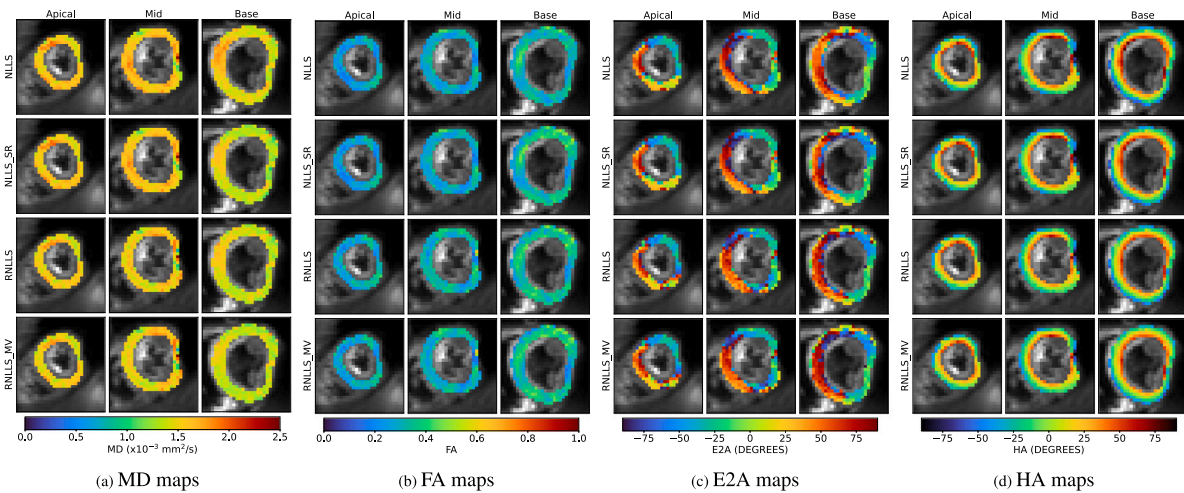 Apical Mid Base
NLLS
NLLS_SR
RNLLS
RNLLS_MV
0.0 0.5 1.0 1.5 2.0 2.5
MD (x10⁻³ mm²/s)
(a) MD maps
Apical Mid Base
NLLS
NLLS_SR
RNLLS
RNLLS_MV
0.0 0.2 0.4 0.6 0.8 1.0
FA
(b) FA maps
Apical Mid Base
NLLS
NLLS_SR
RNLLS
RNLLS_MV
−75 −50 −25 0 25 50 75
E2A (DEGREES)
(c) E2A maps
Apical Mid Base
NLLS
NLLS_SR
RNLLS
RNLLS_MV
−75 −50 −25 0 25 50 75
HA (DEGREES)
(d) HA maps